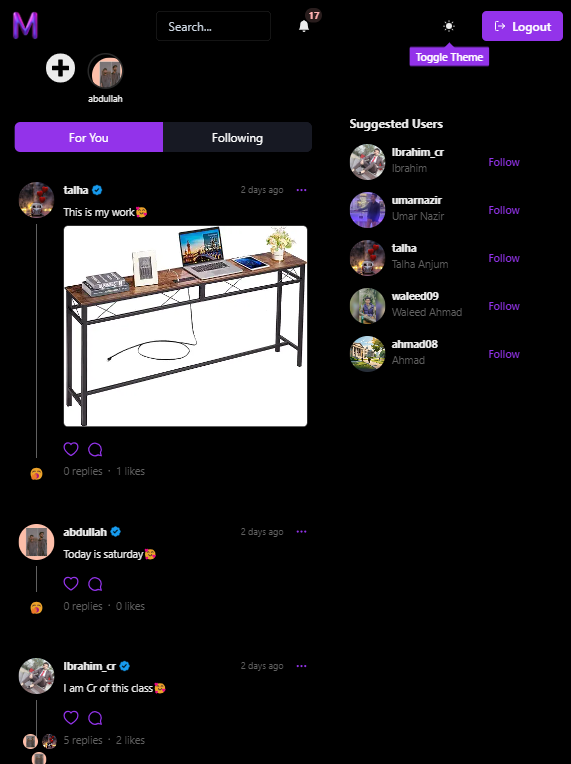 M
Search...
17
Logout
Toggle Theme
abdullah
For You
Following
talha
2 days ago
This is my work🥰
0 replies · 1 likes
abdullah
2 days ago
Today is saturday🥰
0 replies · 0 likes
Ibrahim_cr
2 days ago
I am Cr of this class🥰
5 replies · 2 likes
Suggested Users
Ibrahim_cr
Ibrahim
Follow
umarnazir
Umar Nazir
Follow
talha
Talha Anjum
Follow
waleed09
Waleed Ahmad
Follow
ahmad08
Ahmad
Follow